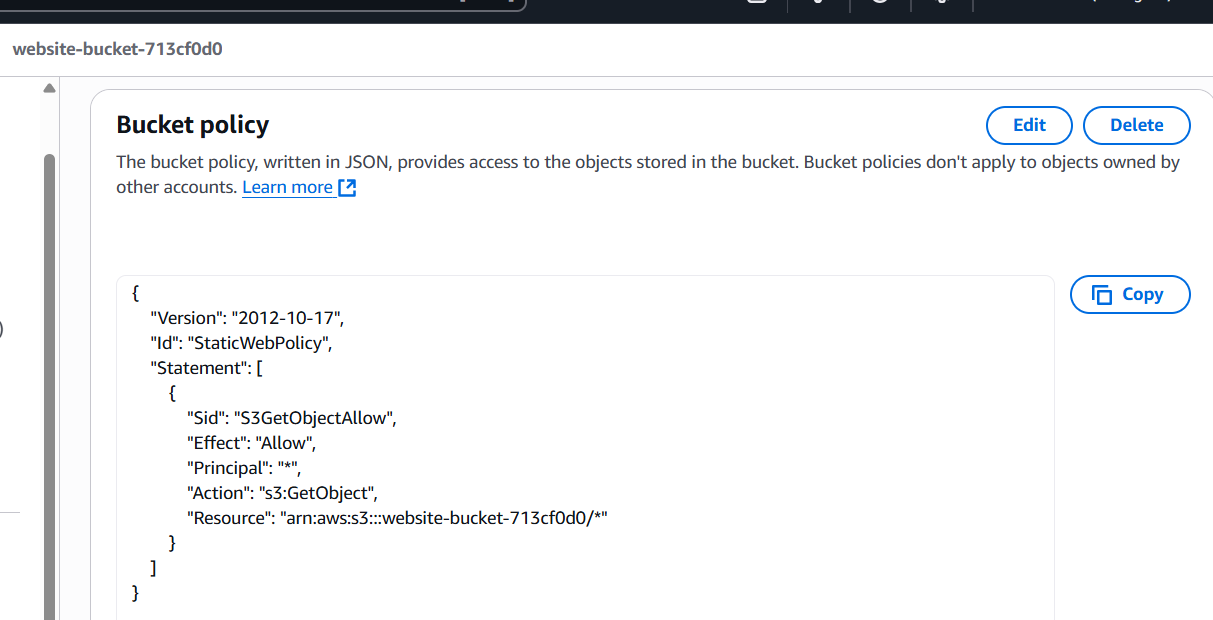 website-bucket-713cf0d0
Bucket policy
Edit
Delete
The bucket policy, written in JSON, provides access to the objects stored in the bucket. Bucket policies don't apply to objects owned by
other accounts. Learn more
Copy
{
"Version": "2012-10-17",
"Id": "StaticWebPolicy",
"Statement": [
{
"Sid": "S3GetObjectAllow",
"Effect": "Allow",
"Principal": "*",
"Action": "s3:GetObject",
"Resource": "arn:aws:s3:::website-bucket-713cf0d0/*"
}
]
}